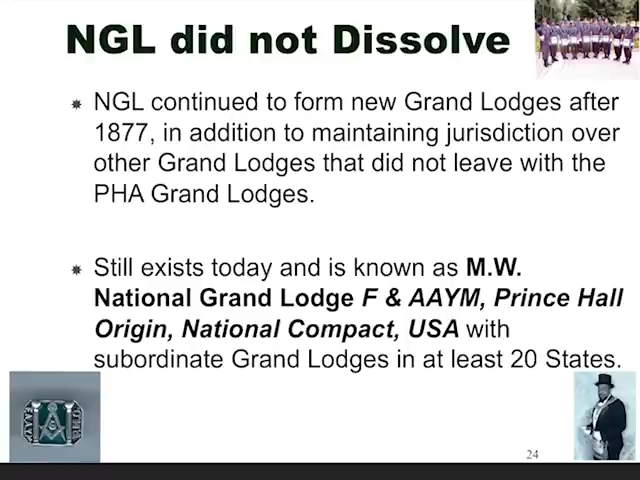 NGL did not Dissolve
NGL continued to form new Grand Lodges after
1877, in addition to maintaining jurisdiction over
other Grand Lodges that did not leave with the
PHA Grand Lodges.
Still exists today and is known as M.W.
National Grand Lodge F & AAYM, Prince Hall
Origin, National Compact, USA with
subordinate Grand Lodges in at least 20 States.
24